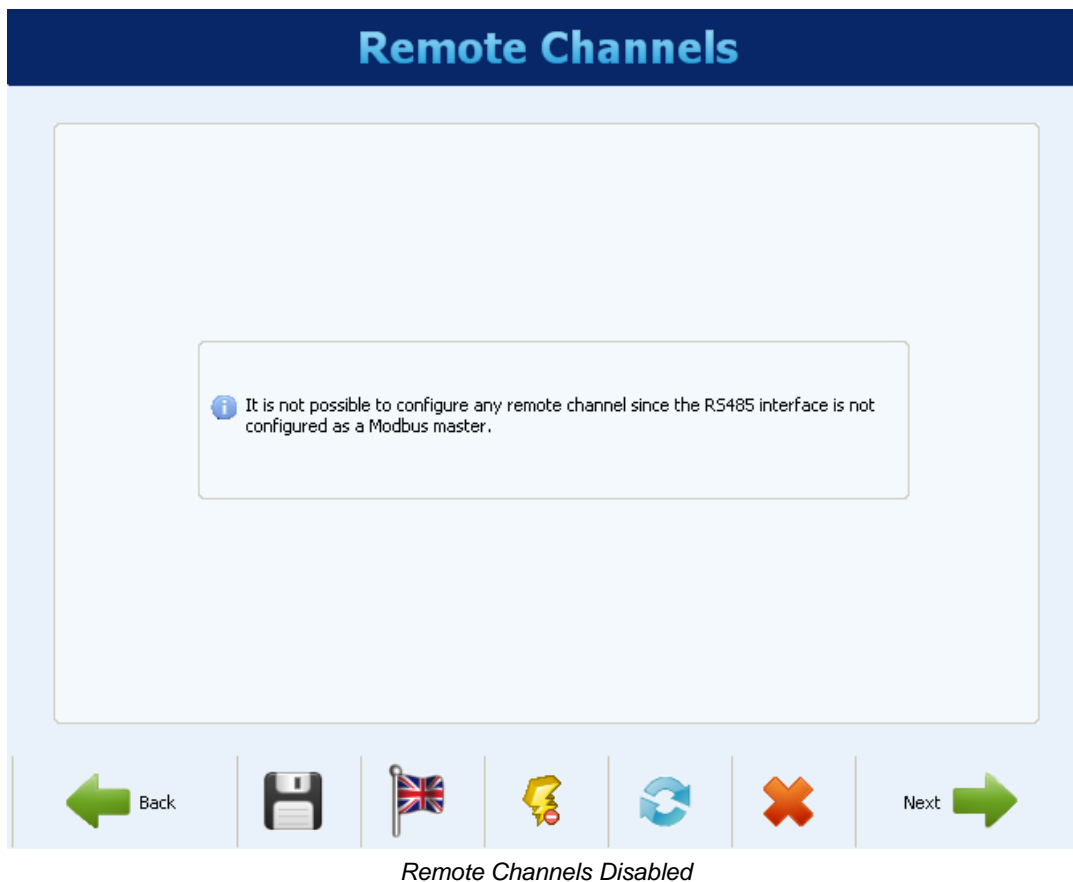 Remote Channels
It is not possible to configure any remote channel since the RS485 interface is not
configured as a Modbus master.
Back
Next
Remote Channels Disabled